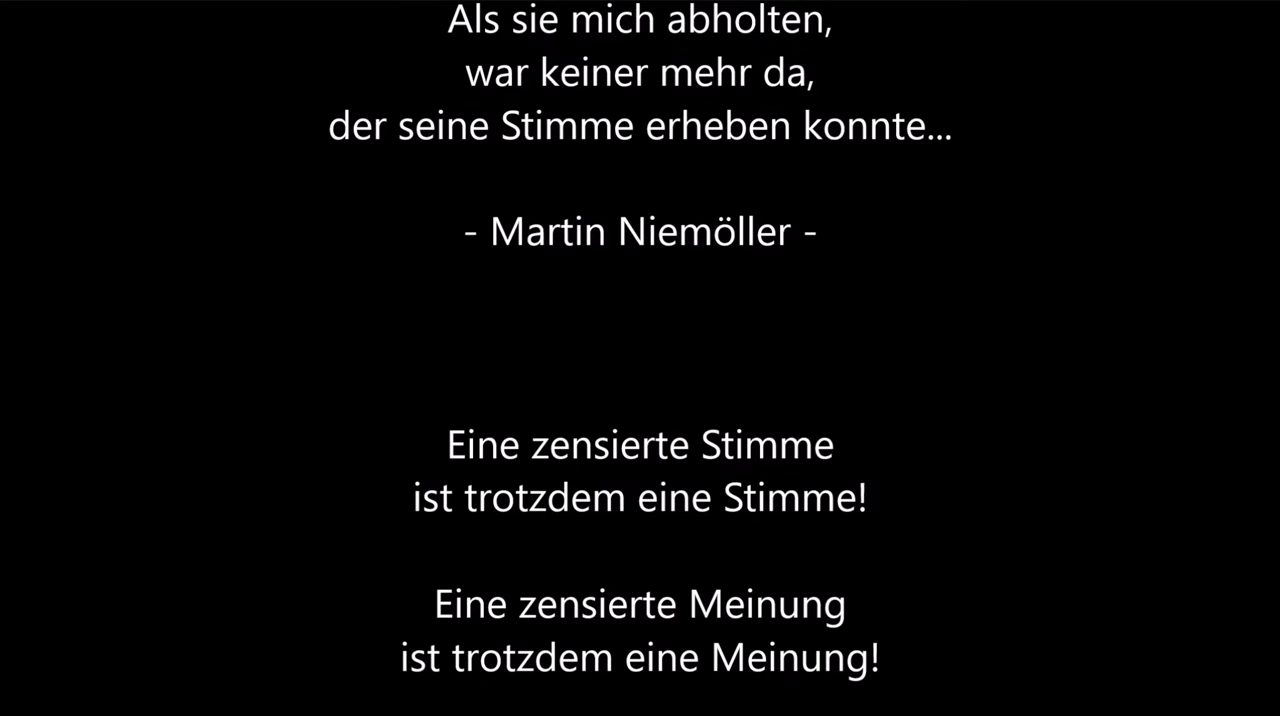 Als sie mich abholten,
war keiner mehr da,
der seine Stimme erheben konnte...
- Martin Niemöller -
Eine zensierte Stimme
ist trotzdem eine Stimme!
Eine zensierte Meinung
ist trotzdem eine Meinung!